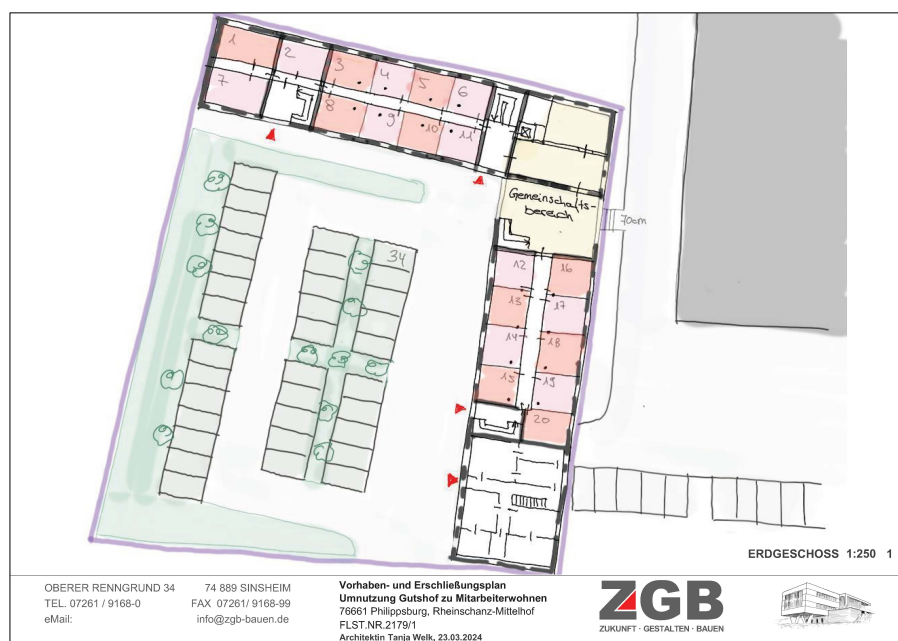 1
2
3
4
5
6
7
8
9
10
11
Gemeinschafts-
bereich
70cm
34
12
16
13
17
14
18
15
19
20
ERDGESCHOSS 1:250 1
OBERER RENNGRUND 34
74 889 SINSHEIM
TEL. 07261 / 9168-0
FAX 07261/ 9168-99
eMail:
info@zgb-bauen.de
Vorhaben- und Erschließungsplan
Umnutzung Gutshof zu Mitarbeiterwohnen
76661 Philippsburg, Rheinschanz-Mittelhof
FLST.NR.2179/1
Architektin Tanja Welk, 23.03.2024
ZGB
ZUKUNFT · GESTALTEN · BAUEN